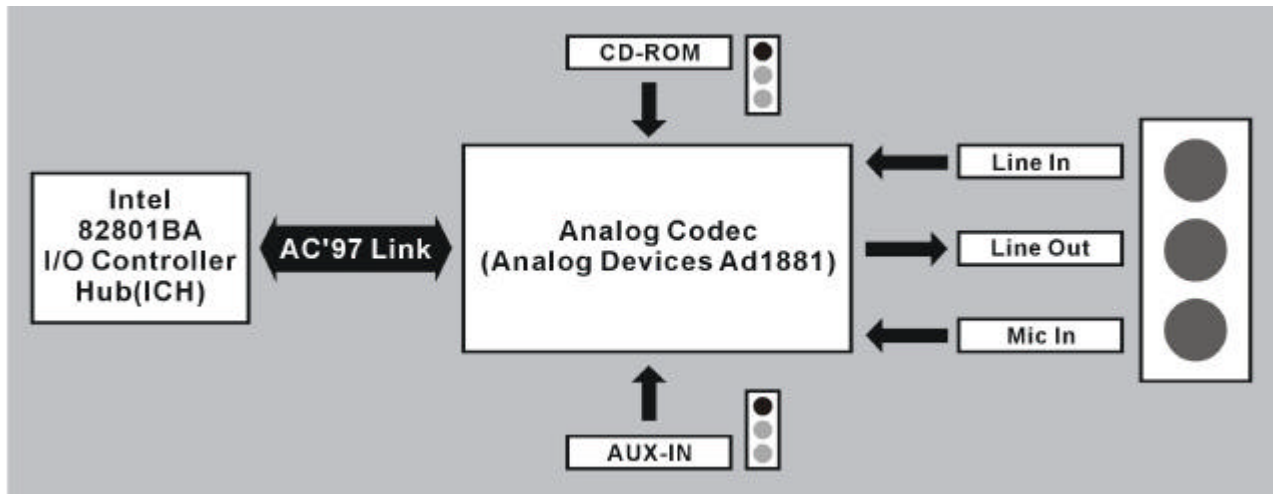 CD-ROM
Intel
82801BA
I/O Controller
Hub(ICH)
AC'97 Link
Analog Codec
(Analog Devices Ad1881)
Line In
Line Out
Mic In
AUX-IN